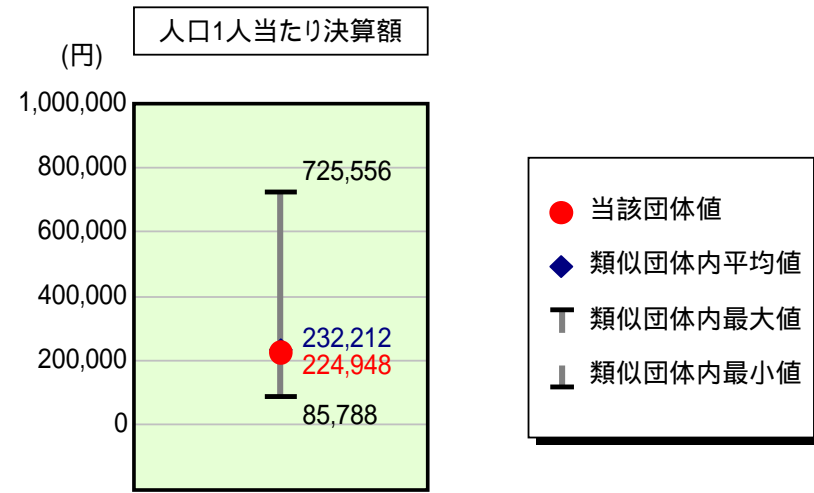 人口1人当たり決算額
(円)
1,000,000
800,000
600,000
400,000
200,000
0
725,556
232,212
224,948
85,788
当該団体値
類似団体内平均値
類似団体内最大値
類似団体内最小値